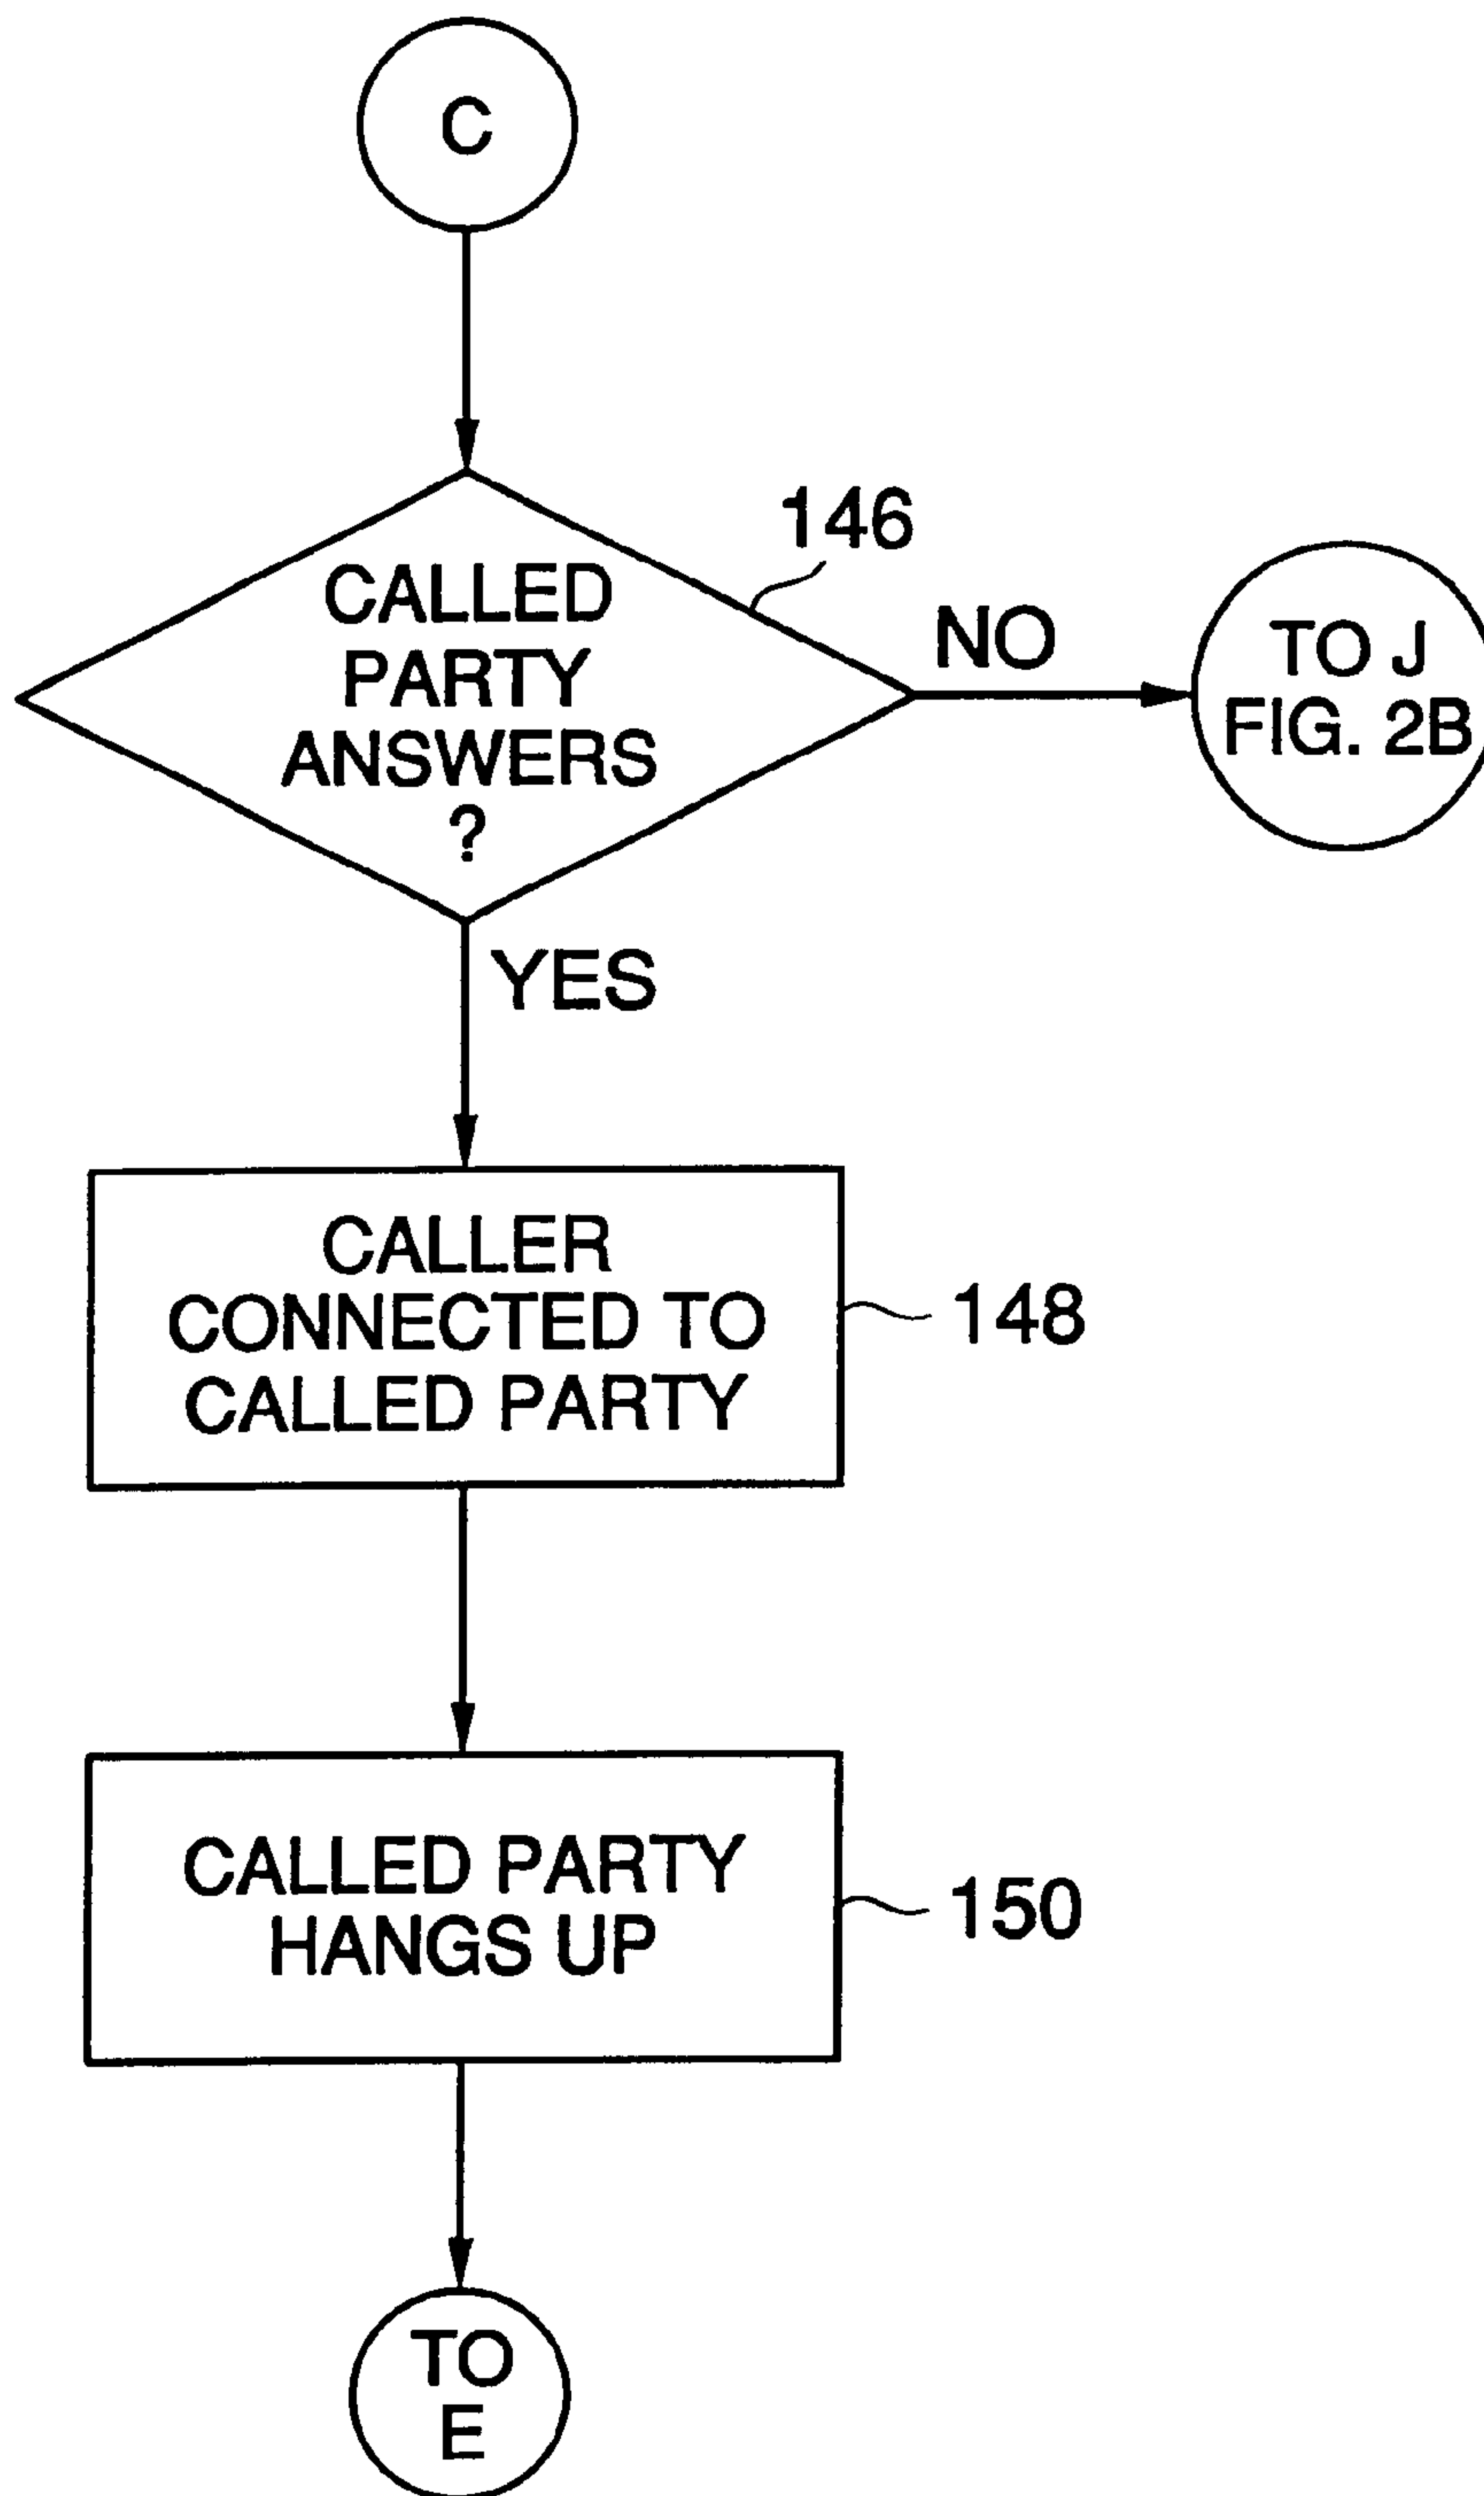 C
146
CALLED
PARTY
ANSWERS
?
NO
TO J
FIG. 2B
YES
CALLER
CONNECTED TO
CALLED PARTY
148
CALLED PARTY
HANGS UP
150
TO
E